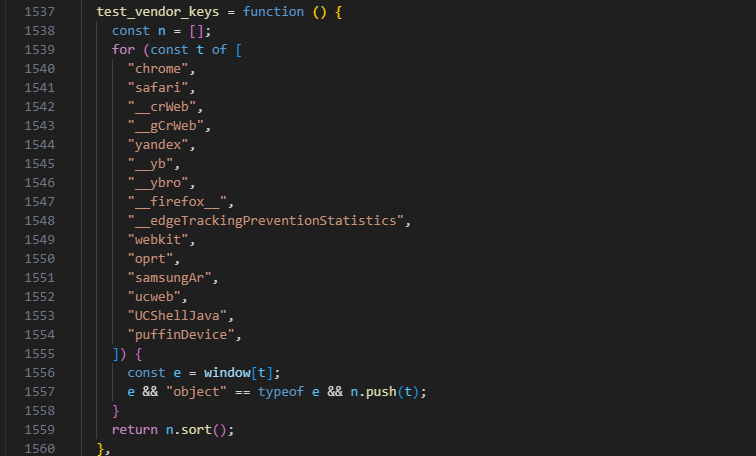 1537 test_vendor_keys = function () {
1538 const n = [];
1539 for (const t of [
1540 "chrome",
1541 "safari",
1542 "__crWeb",
1543 "__gCrWeb",
1544 "yandex",
1545 "__yb",
1546 "__ybro",
1547 "__firefox__",
1548 "__edgeTrackingPreventionStatistics",
1549 "webkit",
1550 "oprt",
1551 "samsungAr",
1552 "ucweb",
1553 "UCShellJava",
1554 "puffinDevice",
1555 ]) {
1556 const e = window[t];
1557 e && "object" == typeof e && n.push(t);
1558 }
1559 return n.sort();
1560 },